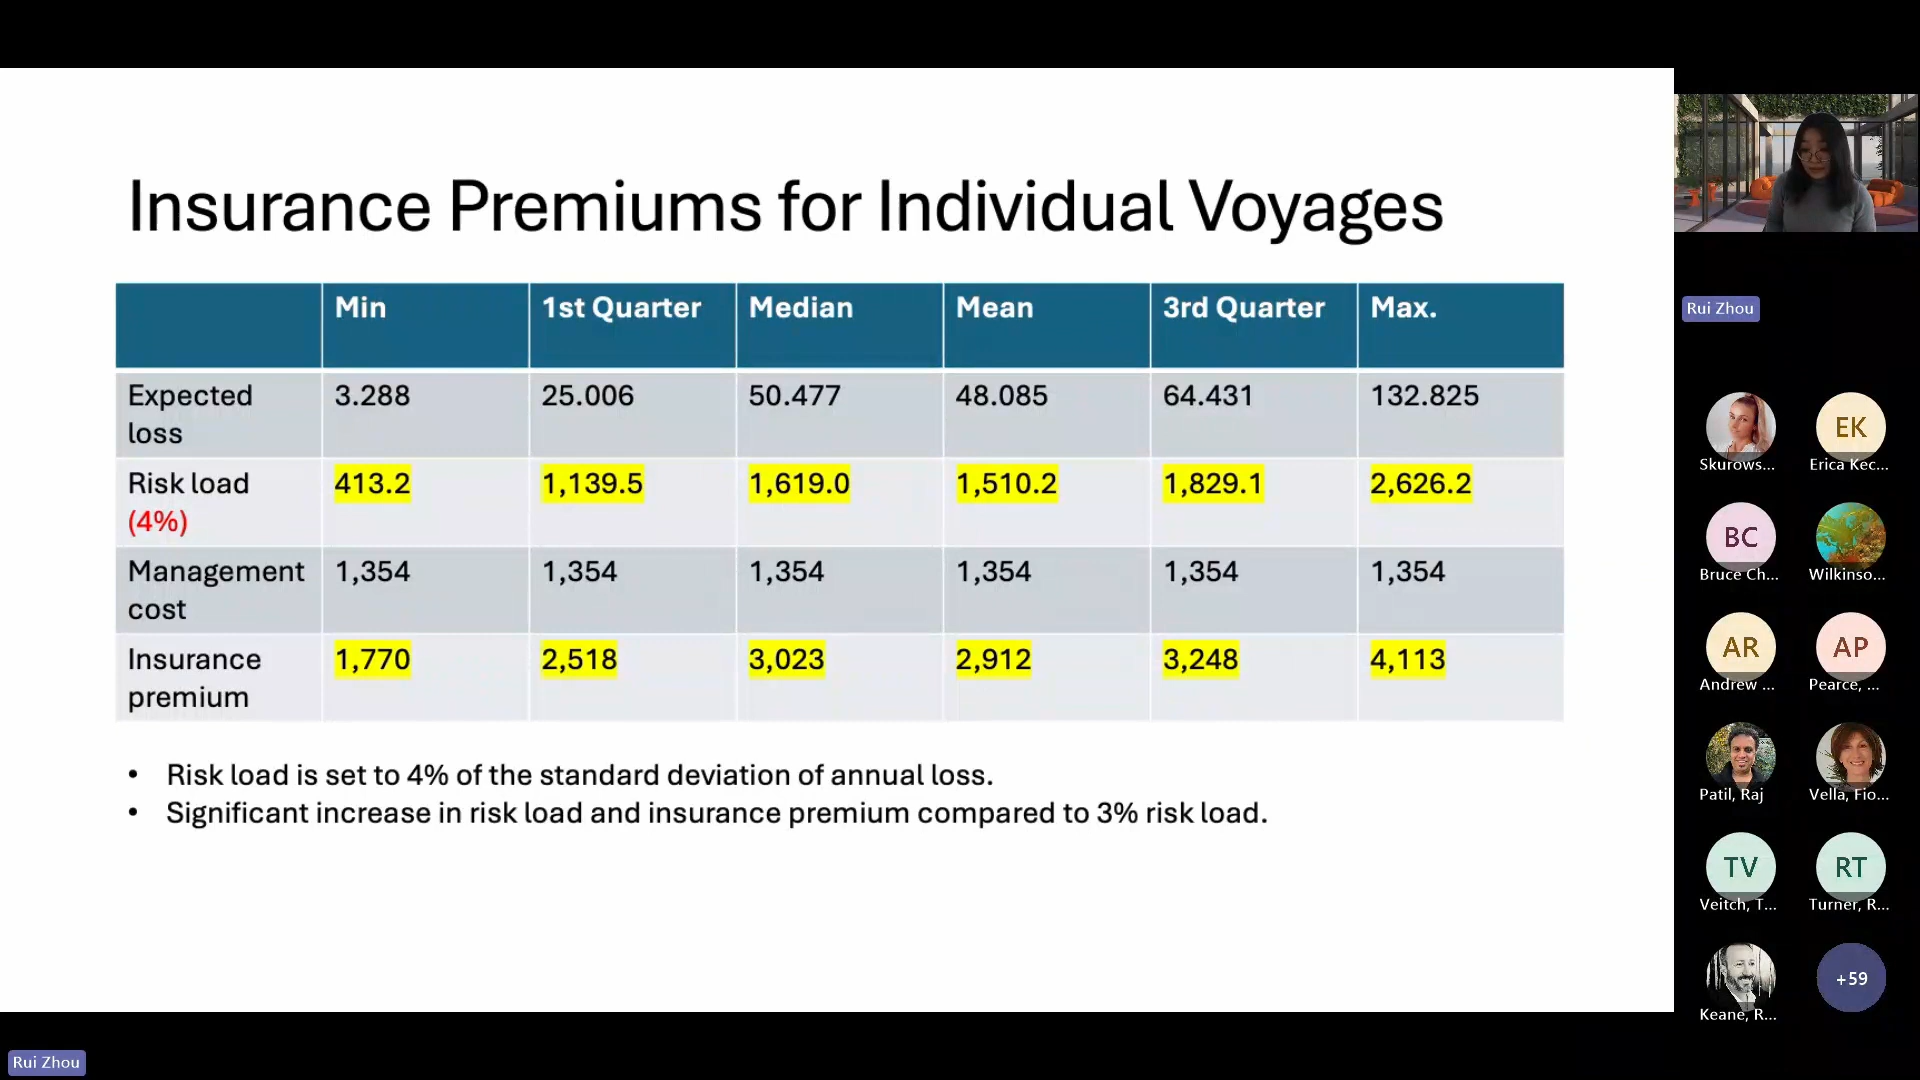 Insurance Premiums for Individual Voyages
Min 1st Quarter Median Mean 3rd Quarter Max.
Expected loss 3.288 25.006 50.477 48.085 64.431 132.825
Risk load (4%) 413.2 1,139.5 1,619.0 1,510.2 1,829.1 2,626.2
Management cost 1,354 1,354 1,354 1,354 1,354 1,354
Insurance premium 1,770 2,518 3,023 2,912 3,248 4,113
• Risk load is set to 4% of the standard deviation of annual loss.
• Significant increase in risk load and insurance premium compared to 3% risk load.
Rui Zhou
Skurows...
EK
Erica Kec...
BC
Bruce Ch...
Wilkinso...
AR
Andrew ...
AP
Pearce, ...
Patil, Raj
Vella, Fio...
TV
Veitch, T...
RT
Turner, R...
Keane, R...
+59
Rui Zhou